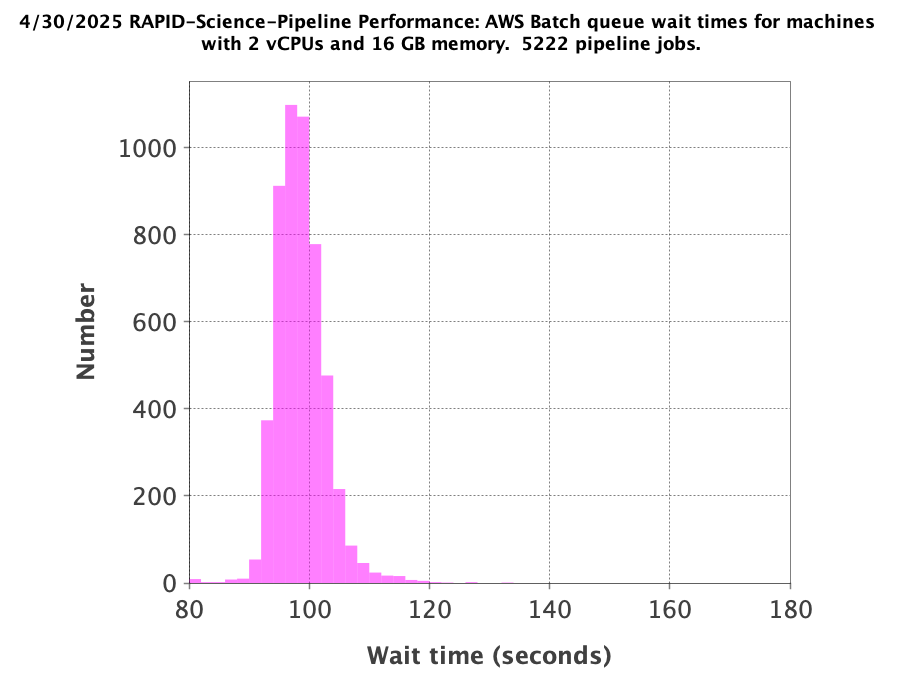 4/30/2025 RAPID-Science-Pipeline Performance: AWS Batch queue wait times for machines
with 2 vCPUs and 16 GB memory.  5222 pipeline jobs.
1000
800
600
400
200
0
Number
80 100 120 140 160 180
Wait time (seconds)